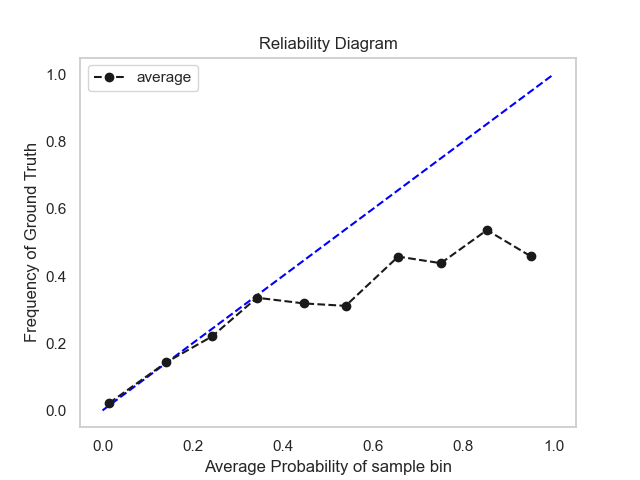 Reliability Diagram
average
Frequency of Ground Truth
1.0
0.8
0.6
0.4
0.2
0.0
0.0 0.2 0.4 0.6 0.8 1.0
Average Probability of sample bin